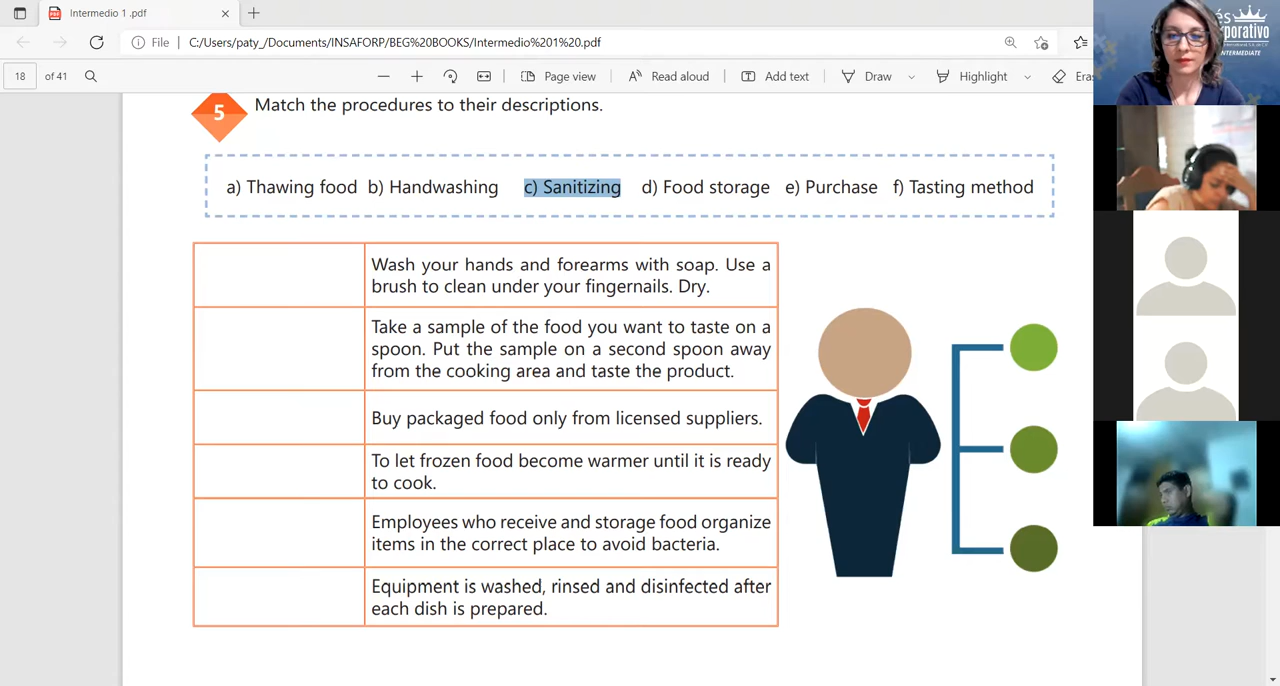 Intermedio 1 .pdf
File
C:/Users/paty_/Documents/INSAFORP/BEG%20BOOKS/Intermedio%201%20.pdf
18 of 41
Page view
Read aloud
Add text
Draw
Highlight
Eras
és
orporativo
INTERMEDIATE
5
Match the procedures to their descriptions.
a) Thawing food b) Handwashing c) Sanitizing d) Food storage e) Purchase f) Tasting method
Wash your hands and forearms with soap. Use a
brush to clean under your fingernails. Dry.
Take a sample of the food you want to taste on a
spoon. Put the sample on a second spoon away
from the cooking area and taste the product.
Buy packaged food only from licensed suppliers.
To let frozen food become warmer until it is ready
to cook.
Employees who receive and storage food organize
items in the correct place to avoid bacteria.
Equipment is washed, rinsed and disinfected after
each dish is prepared.